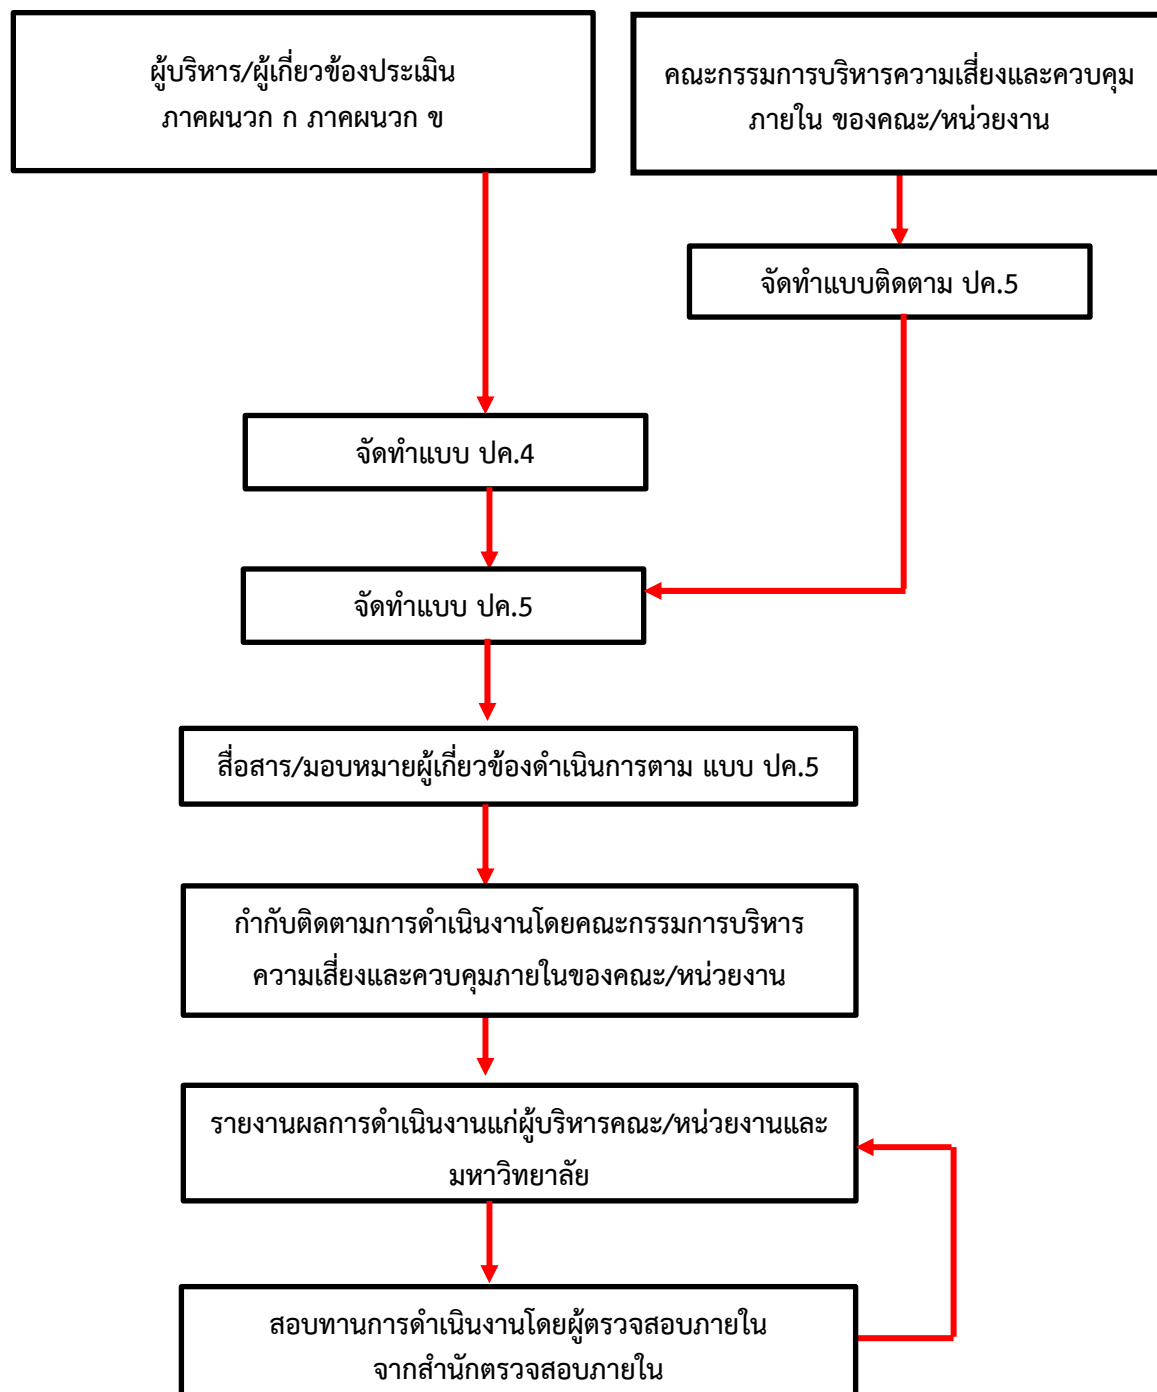 ผู้บริหาร/ผู้เกี่ยวข้องประเมิน
ภาคผนวก ก ภาคผนวก ข
คณะกรรมการบริหารความเสี่ยงและควบคุม
ภายใน ของคณะ/หน่วยงาน
จัดทำแบบติดตาม ปค.5
จัดทำแบบ ปค.4
จัดทำแบบ ปค.5
สื่อสาร/มอบหมายผู้เกี่ยวข้องดำเนินการตาม แบบ ปค.5
กำกับติดตามการดำเนินงานโดยคณะกรรมการบริหาร
ความเสี่ยงและควบคุมภายในของคณะ/หน่วยงาน
รายงานผลการดำเนินงานแก่ผู้บริหารคณะ/หน่วยงานและ
มหาวิทยาลัย
สอบทานการดำเนินงานโดยผู้ตรวจสอบภายใน
จากสำนักตรวจสอบภายใน